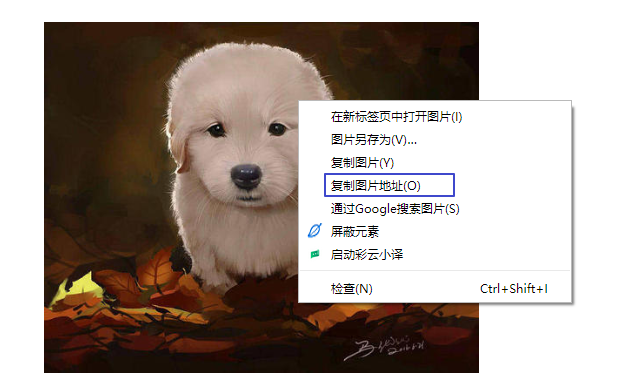 在新标签页中打开图片(I)
图片另存为(V)...
复制图片(Y)
复制图片地址(O)
通过Google搜索图片(S)
屏蔽元素
启动彩云小译
检查(N) Ctrl+Shift+I